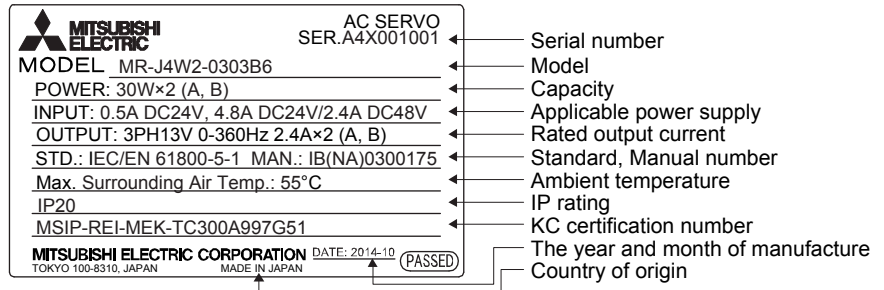 MITSUBISHI
ELECTRIC
AC SERVO
SER.A4X001001
Serial number
MODEL MR-J4W2-0303B6
Model
POWER: 30W×2 (A, B)
Capacity
INPUT: 0.5A DC24V, 4.8A DC24V/2.4A DC48V
Applicable power supply
OUTPUT: 3PH13V 0-360Hz 2.4A×2 (A, B)
Rated output current
STD.: IEC/EN 61800-5-1 MAN.: IB(NA)0300175
Standard, Manual number
Max. Surrounding Air Temp.: 55°C
Ambient temperature
IP20
IP rating
MSIP-REI-MEK-TC300A997G51
KC certification number
MITSUBISHI ELECTRIC CORPORATION DATE: 2014-10
TOKYO 100-8310, JAPAN MADE IN JAPAN
PASSED
The year and month of manufacture
Country of origin